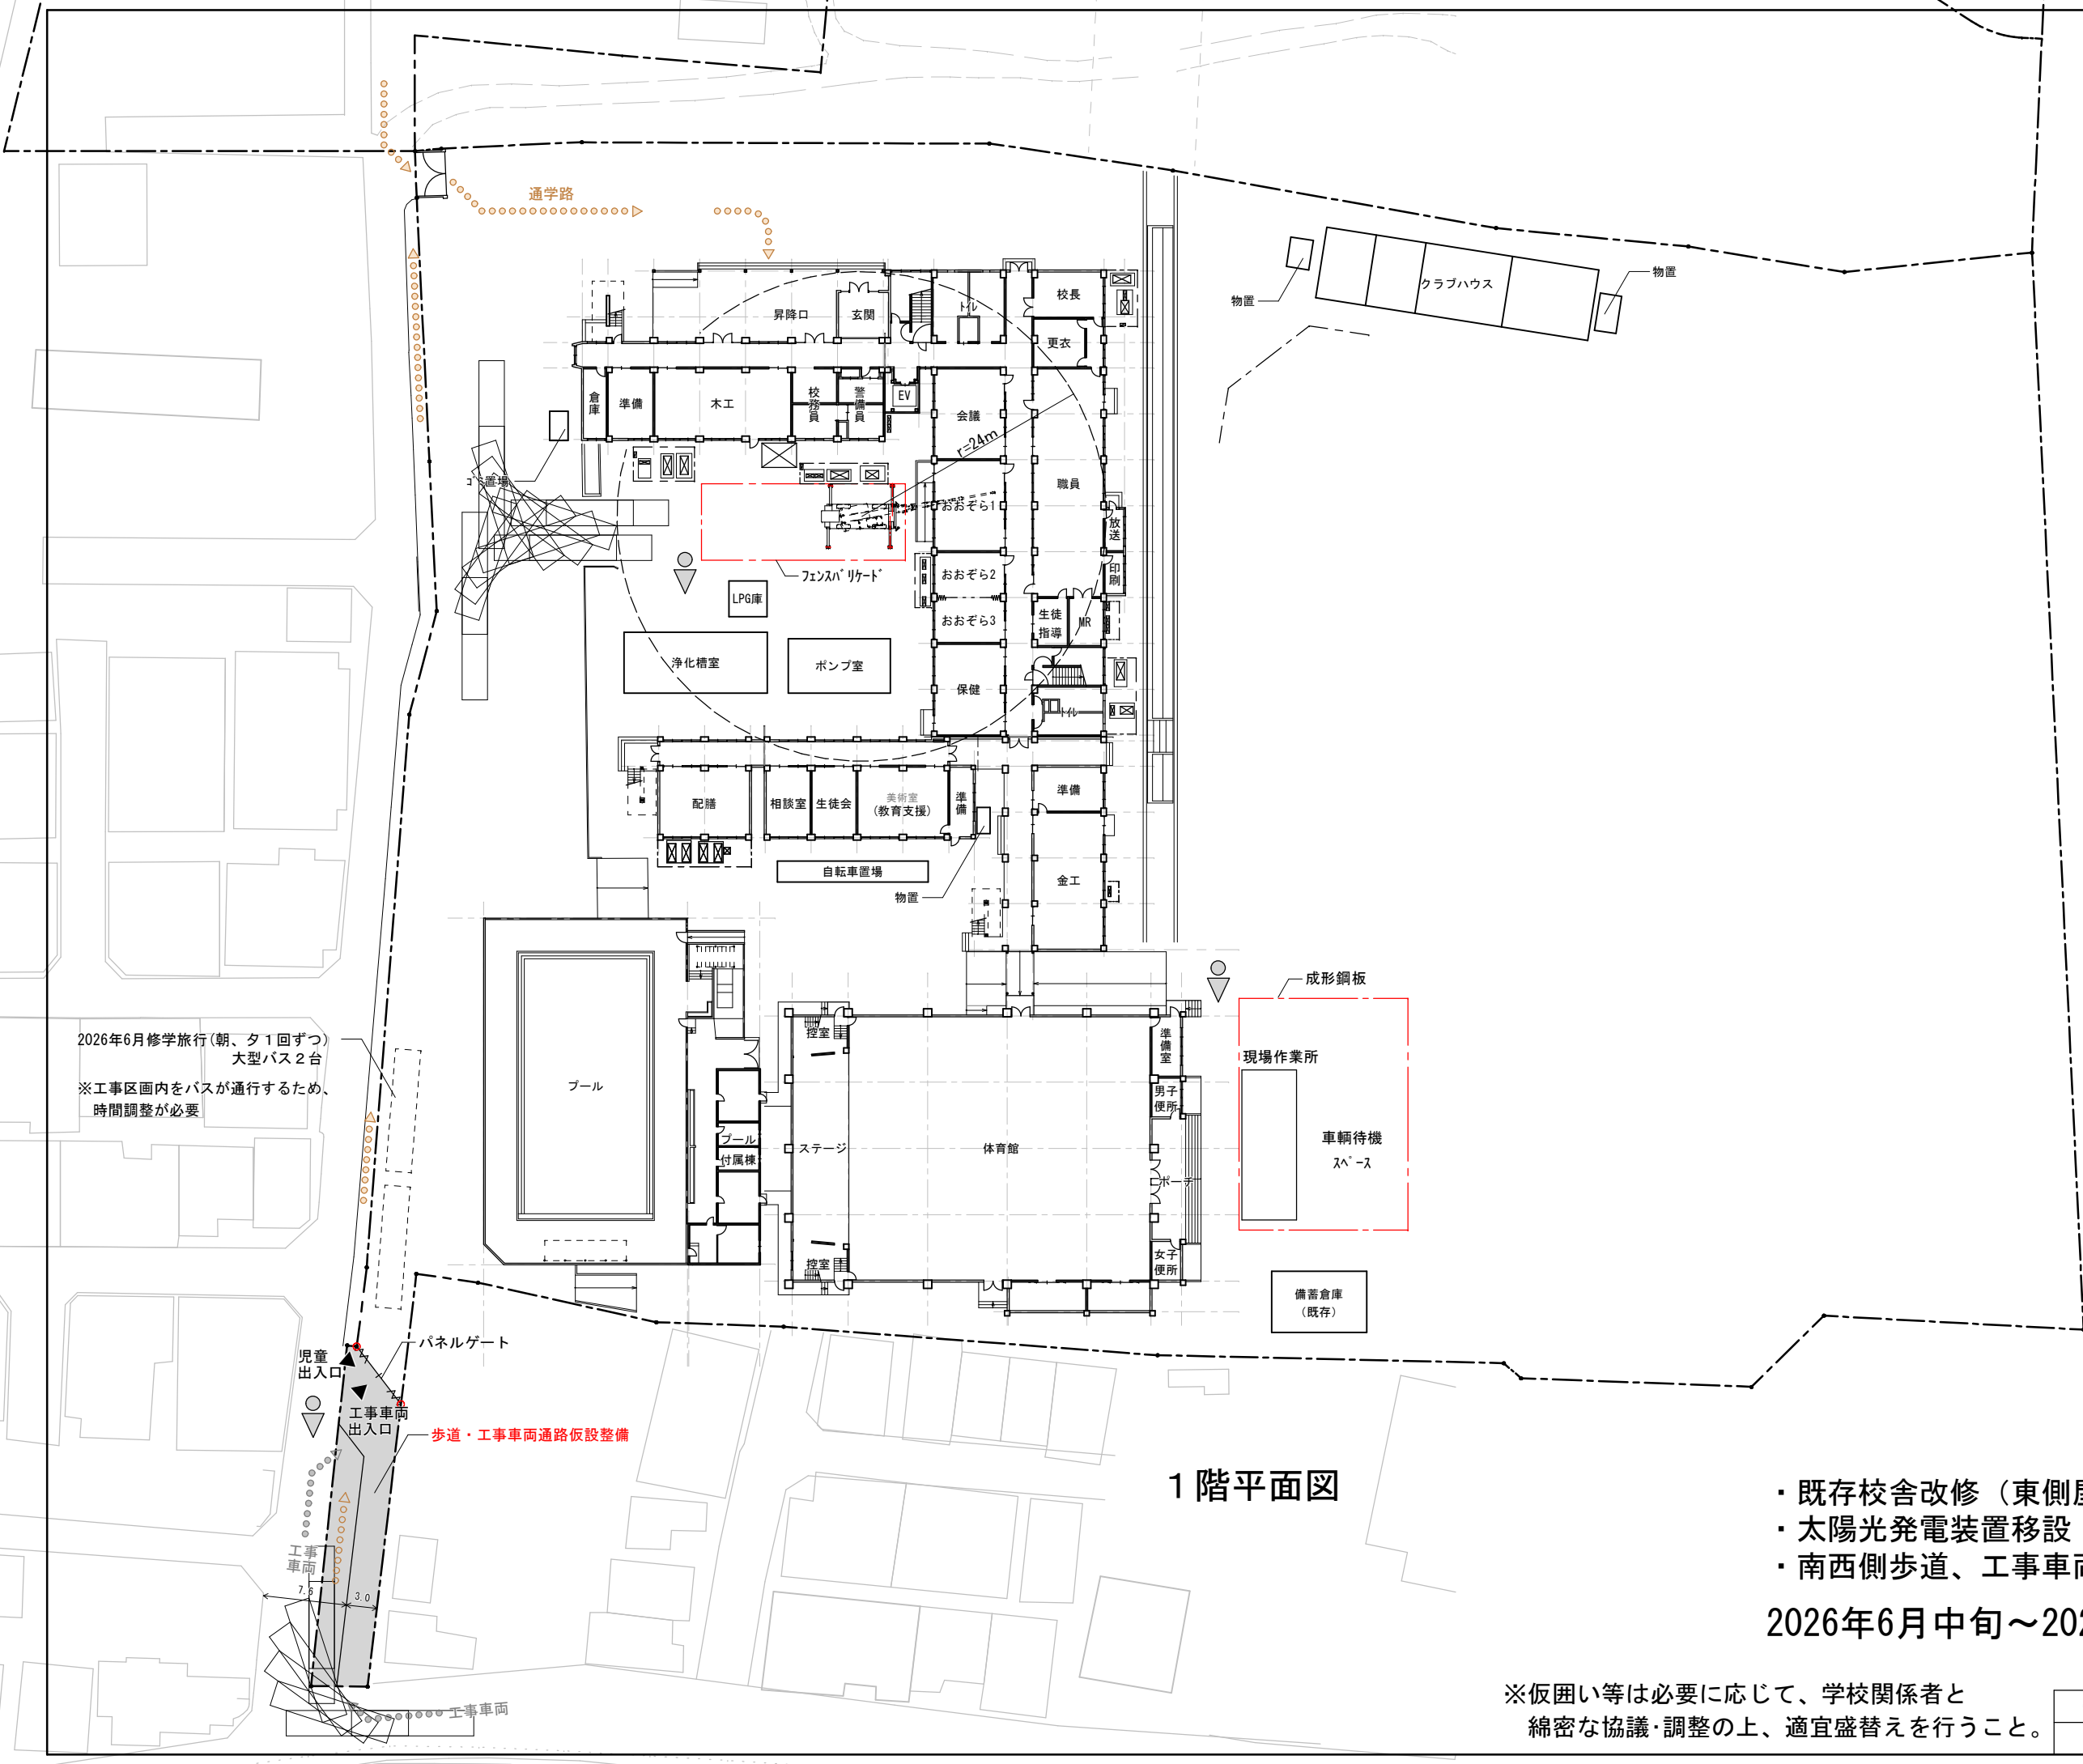 通学路
昇降口
玄関
トイレ
校長
更衣
物置
クラブハウス
物置
倉庫
準備
木工
校務員
警備員
EV
会議
r=24m
職員
ゴミ置場
おおぞら1
放送
印刷
フェンスバリケード
おおぞら2
LPG庫
おおぞら3
生徒
指導
MR
浄化槽室
ポンプ室
保健
トイレ
配膳
相談室
生徒会
美術室
(教育支援)
準備
準備
自転車置場
金工
物置
成形鋼板
2026年6月修学旅行(朝、夕１回ずつ)
大型バス２台
※工事区画内をバスが通行するため、
時間調整が必要
プール
控室
準備室
現場作業所
男子
便所
プール
付属棟
ステージ
体育館
車輌待機
スペース
ポーチ
控室
女子
便所
備蓄倉庫
(既存)
パネルゲート
児童
出入口
工事車両
出入口
歩道・工事車両通路仮設整備
工事
車両
7.6
3.0
工事車両
１階平面図
・既存校舎改修（東側
・太陽光発電装置移設
・南西側歩道、工事車両
2026年6月中旬～202
※仮囲い等は必要に応じて、学校関係者と
綿密な協議･調整の上、適宜盛替えを行うこと。